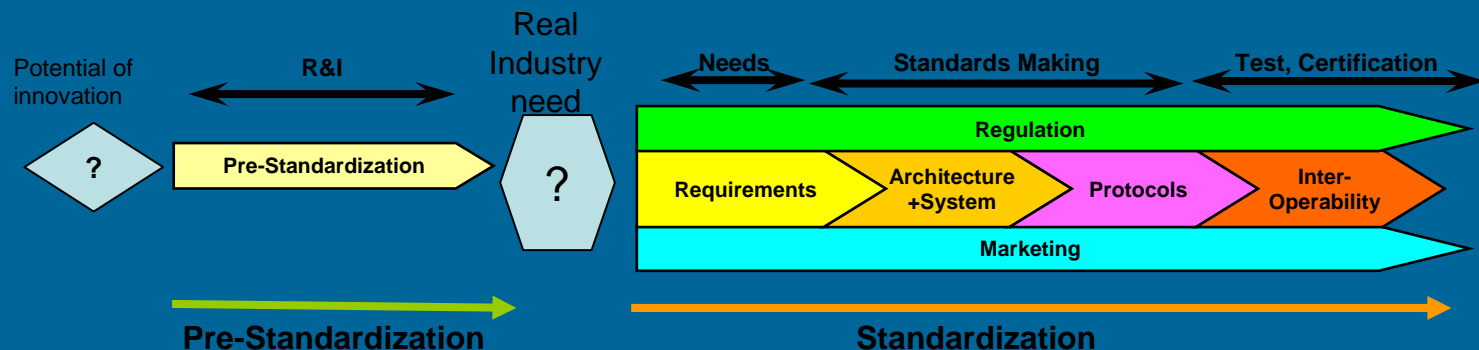 Potential of
innovation
?
R&I
Pre-Standardization
Real
Industry
need
?
Needs
Standards Making
Test, Certification
Regulation
Requirements
Architecture
+System
Protocols
Inter-
Operability
Marketing
Pre-Standardization
Standardization